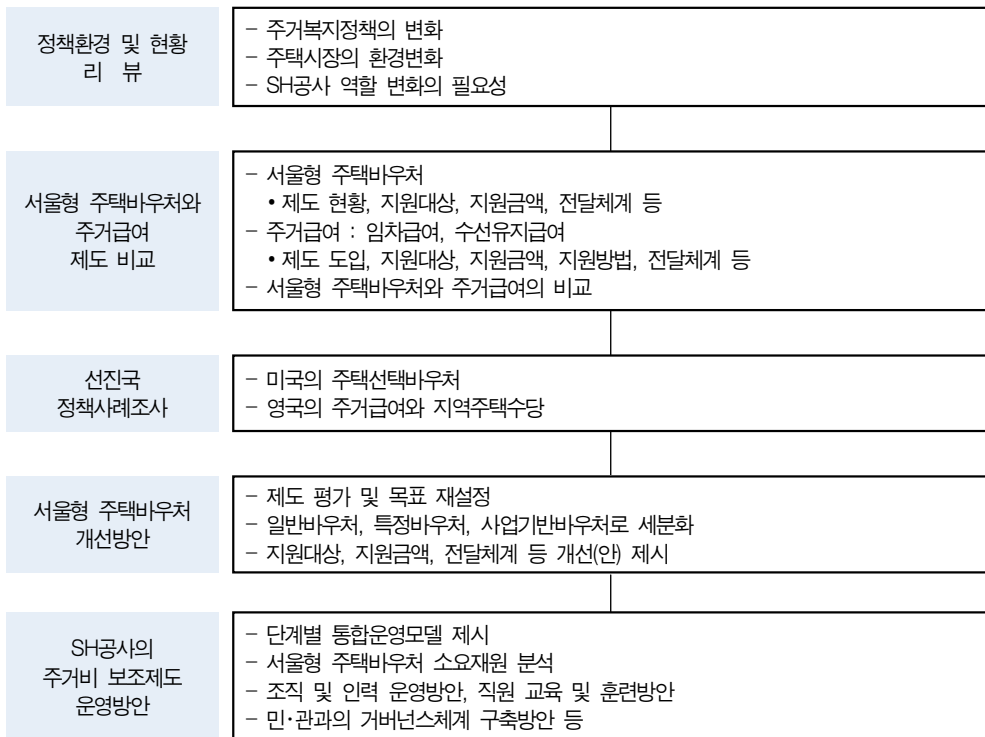 정책환경 및 현황
리 뷰
– 주거복지정책의 변화
– 주택시장의 환경변화
– SH공사 역할 변화의 필요성
서울형 주택바우처와
주거급여
제도 비교
– 서울형 주택바우처
• 제도 현황, 지원대상, 지원금액, 전달체계 등
– 주거급여 : 임차급여, 수선유지급여
• 제도 도입, 지원대상, 지원금액, 지원방법, 전달체계 등
– 서울형 주택바우처와 주거급여의 비교
선진국
정책사례조사
– 미국의 주택선택바우처
– 영국의 주거급여와 지역주택수당
서울형 주택바우처
개선방안
– 제도 평가 및 목표 재설정
– 일반바우처, 특정바우처, 사업기반바우처로 세분화
– 지원대상, 지원금액, 전달체계 등 개선(안) 제시
SH공사의
주거비 보조제도
운영방안
– 단계별 통합운영모델 제시
– 서울형 주택바우처 소요재원 분석
– 조직 및 인력 운영방안, 직원 교육 및 훈련방안
– 민·관과의 거버넌스체계 구축방안 등